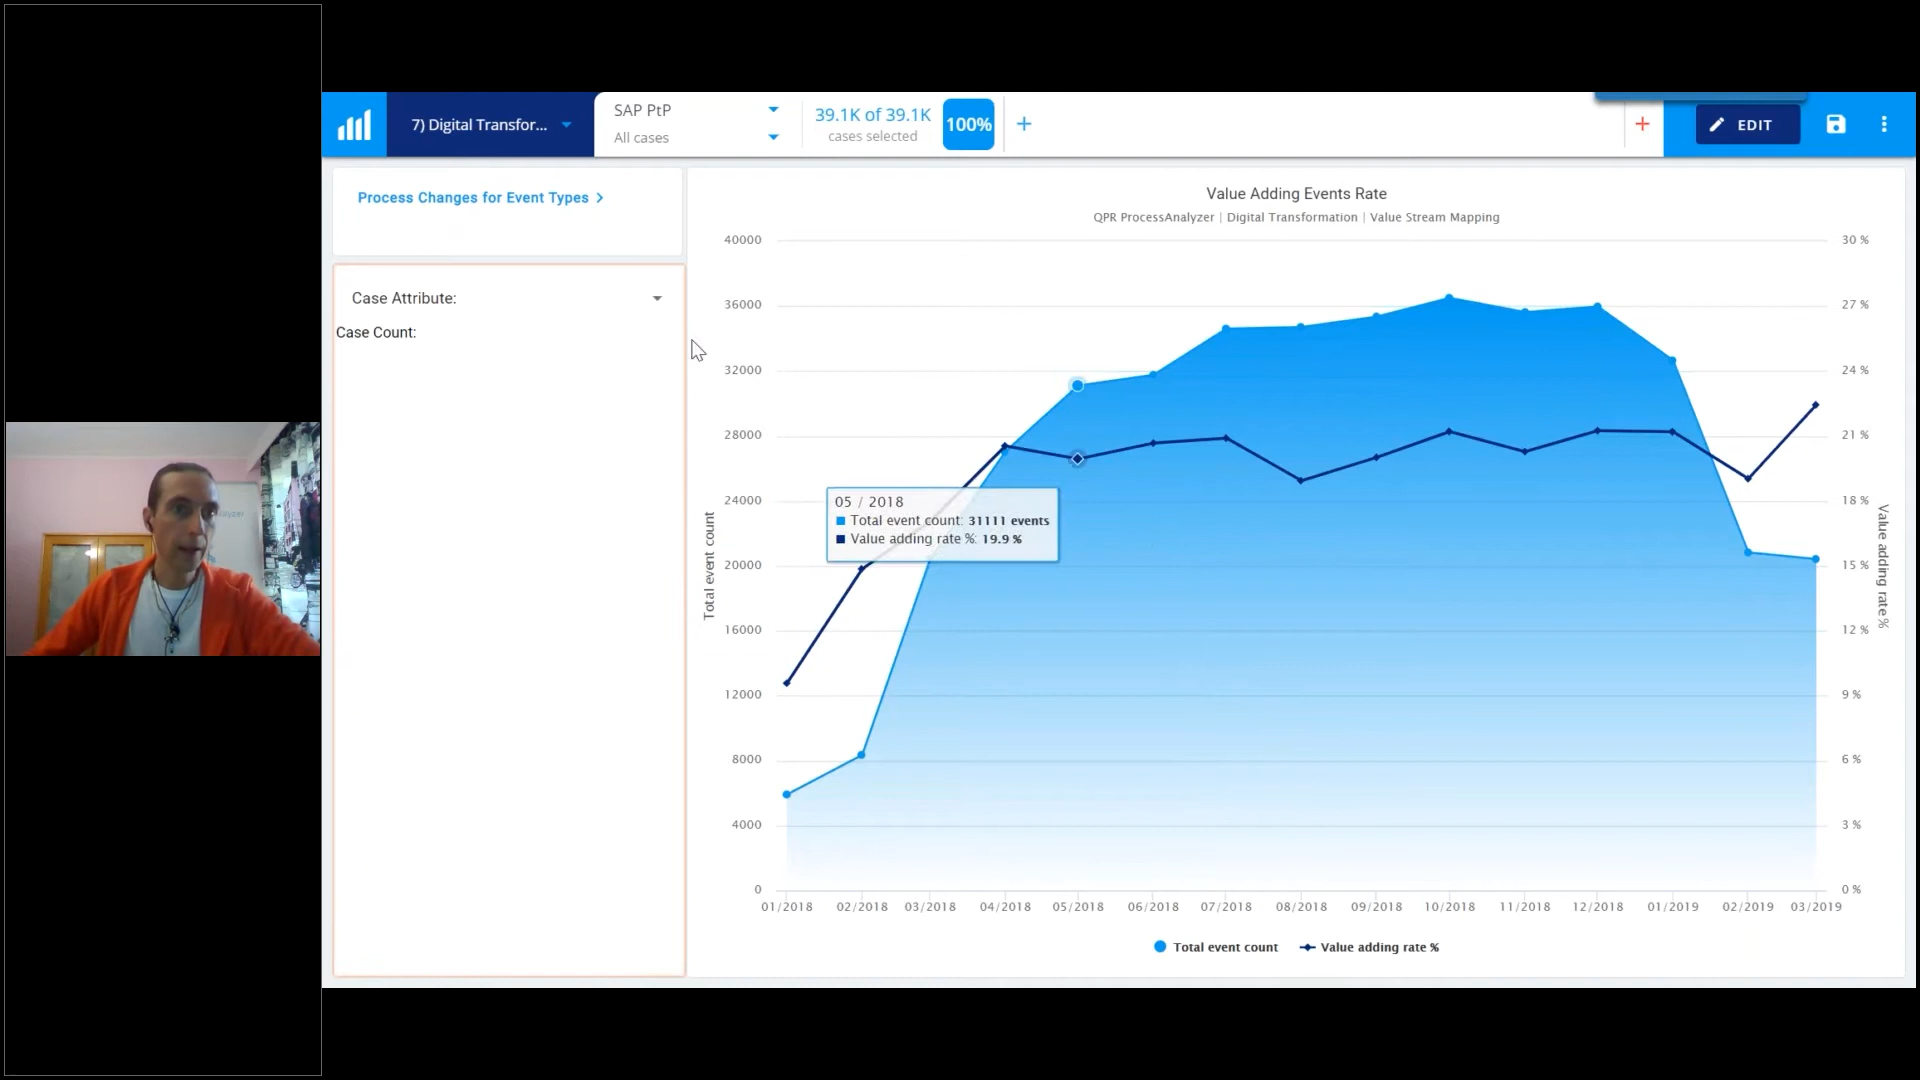 7) Digital Transfor...
SAP PtP
All cases
39.1K of 39.1K
cases selected
100%
EDIT
Process Changes for Event Types
Case Attribute:
Case Count:
Value Adding Events Rate
QPR ProcessAnalyzer | Digital Transformation | Value Stream Mapping
40000
36000
32000
28000
24000
20000
16000
12000
8000
4000
0
Total event count
05 / 2018
Total event count: 31111 events
Value adding rate %: 19.9 %
30 %
27 %
24 %
21 %
18 %
15 %
12 %
9 %
6 %
3 %
0 %
Value adding rate %
01/2018 02/2018 03/2018 04/2018 05/2018 06/2018 07/2018 08/2018 09/2018 10/2018 11/2018 12/2018 01/2019 02/2019 03/2019
Total event count Value adding rate %